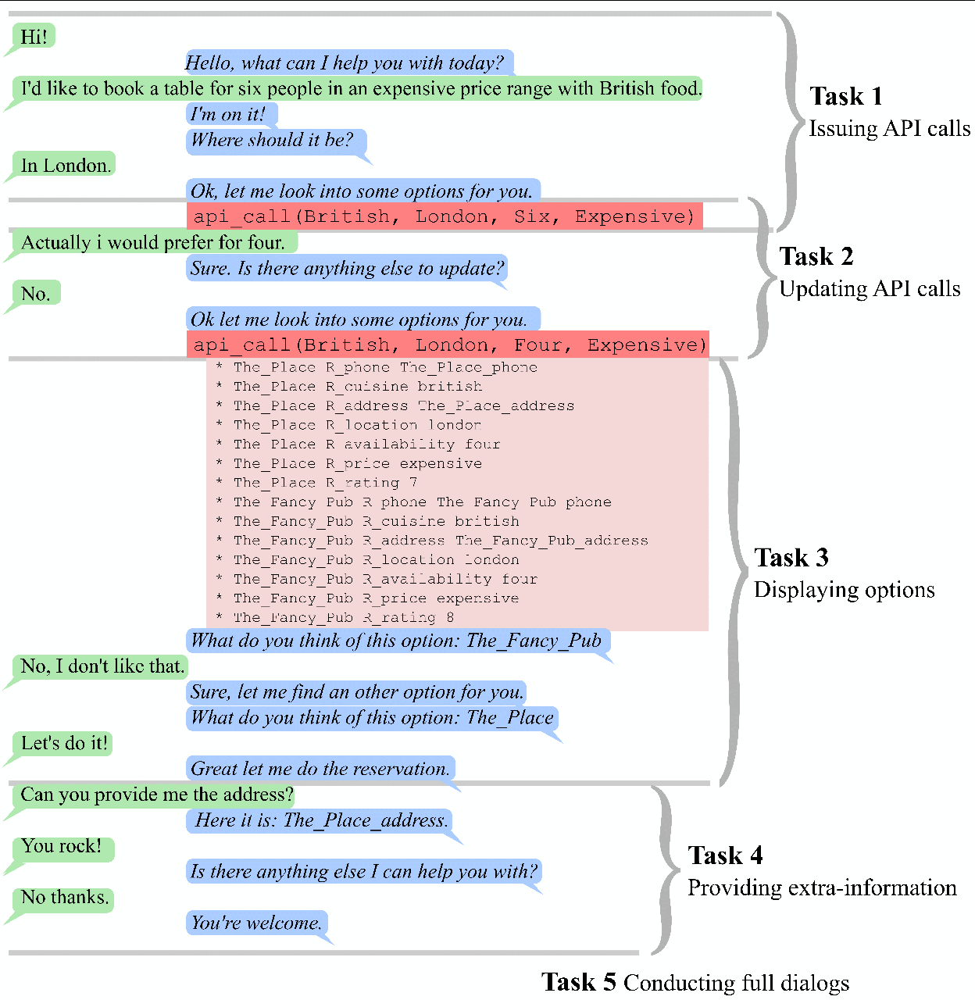 Hi!
Hello, what can I help you with today?
I'd like to book a table for six people in an expensive price range with British food.
I'm on it!
Where should it be?
In London.
Ok, let me look into some options for you.
api_call(British, London, Six, Expensive)
Task 1
Issuing API calls
Actually i would prefer for four.
Sure. Is there anything else to update?
No.
Ok let me look into some options for you.
api_call(British, London, Four, Expensive)
Task 2
Updating API calls
* The_Place R_phone The_Place_phone
* The_Place R_cuisine british
* The_Place R_address The_Place_address
* The_Place R_location london
* The_Place R_availability four
* The_Place R_price expensive
* The_Place R_rating 7
* The_Fancy_Pub R_phone The_Fancy_Pub_phone
* The_Fancy_Pub R_cuisine british
* The_Fancy_Pub R_address The_Fancy_Pub_address
* The_Fancy_Pub R_location london
* The_Fancy_Pub R_availability four
* The_Fancy_Pub R_price expensive
* The_Fancy_Pub R_rating 8
What do you think of this option: The_Fancy_Pub
No, I don't like that.
Sure, let me find an other option for you.
What do you think of this option: The_Place
Let's do it!
Great let me do the reservation.
Task 3
Displaying options
Can you provide me the address?
Here it is: The_Place_address.
You rock!
Is there anything else I can help you with?
No thanks.
You're welcome.
Task 4
Providing extra-information
Task 5 Conducting full dialogs